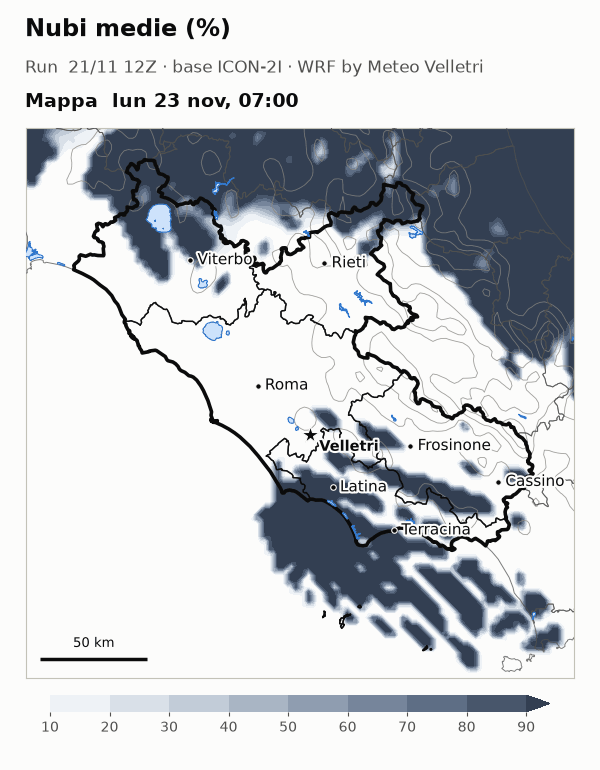 Nubi medie (%)
Run 21/11 12Z · base ICON-2I · WRF by Meteo Velletri
Mappa lun 23 nov, 07:00
Viterbo
Rieti
Roma
Velletri
Frosinone
Latina
Cassino
Terracina
50 km
10 20 30 40 50 60 70 80 90